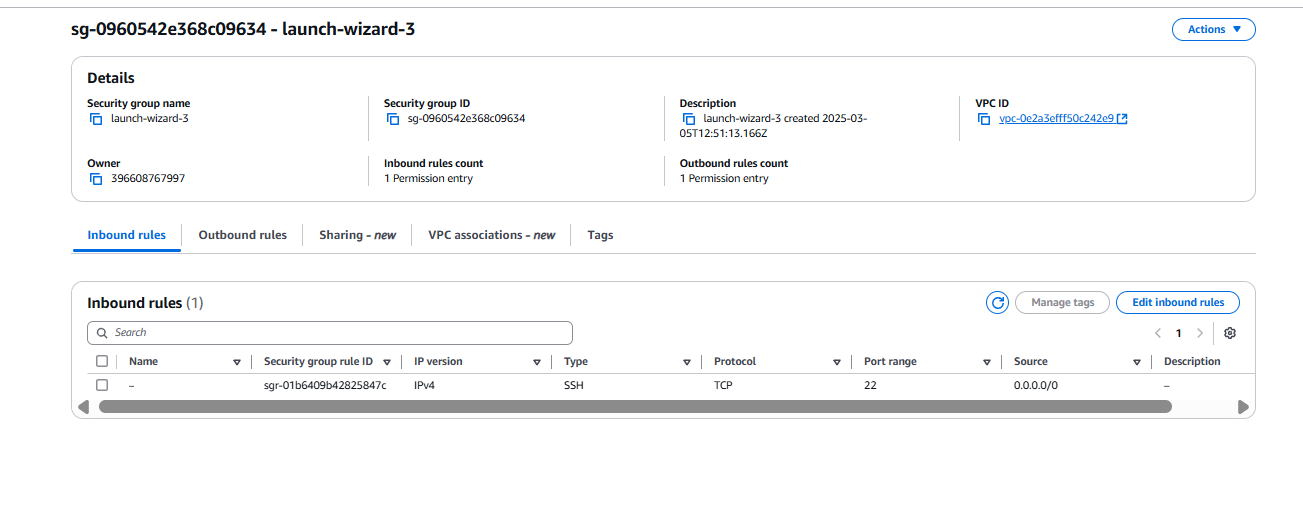 sg-0960542e368c09634 - launch-wizard-3
Actions
Details
Security group name
launch-wizard-3
Security group ID
sg-0960542e368c09634
Description
launch-wizard-3 created 2025-03-
05T12:51:13.166Z
VPC ID
vpc-0e2a3efff50c242e9
Owner
396608767997
Inbound rules count
1 Permission entry
Outbound rules count
1 Permission entry
Inbound rules
Outbound rules
Sharing - new
VPC associations - new
Tags
Inbound rules (1)
Manage tags
Edit inbound rules
Search
1
Name
Security group rule ID
IP version
Type
Protocol
Port range
Source
Description
–
sgr-01b6409b42825847c
IPv4
SSH
TCP
22
0.0.0.0/0
–